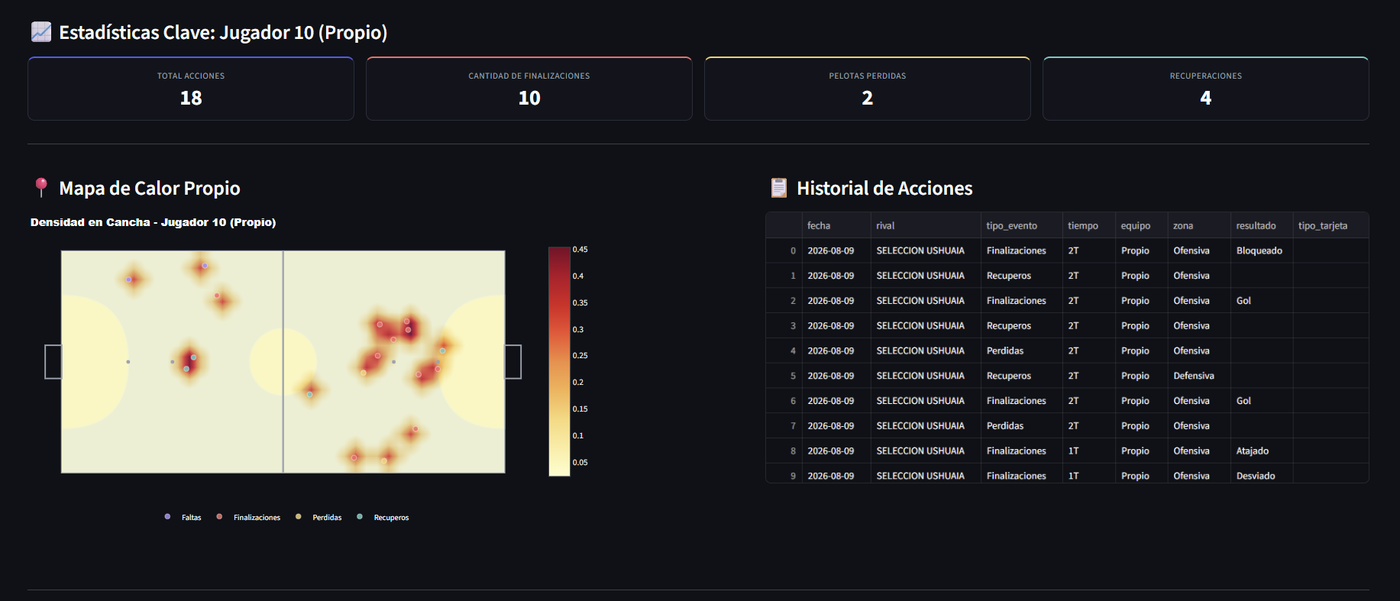 Estadísticas Clave: Jugador 10 (Propio)
TOTAL ACCIONES
18
CANTIDAD DE FINALIZACIONES
10
PELOTAS PERDIDAS
2
RECUPERACIONES
4
Mapa de Calor Propio
Densidad en Cancha - Jugador 10 (Propio)
0.45
0.4
0.35
0.3
0.25
0.2
0.15
0.1
0.05
Faltas Finalizaciones Perdidas Recuperos
Historial de Acciones
fecha rival tipo_evento tiempo equipo zona resultado tipo_tarjeta
0 2026-08-09 SELECCION USHUAIA Finalizaciones 2T Propio Ofensiva Bloqueado
1 2026-08-09 SELECCION USHUAIA Recuperos 2T Propio Ofensiva
2 2026-08-09 SELECCION USHUAIA Finalizaciones 2T Propio Ofensiva Gol
3 2026-08-09 SELECCION USHUAIA Recuperos 2T Propio Ofensiva
4 2026-08-09 SELECCION USHUAIA Perdidas 2T Propio Ofensiva
5 2026-08-09 SELECCION USHUAIA Recuperos 2T Propio Defensiva
6 2026-08-09 SELECCION USHUAIA Finalizaciones 2T Propio Ofensiva Gol
7 2026-08-09 SELECCION USHUAIA Perdidas 2T Propio Ofensiva
8 2026-08-09 SELECCION USHUAIA Finalizaciones 1T Propio Ofensiva Atajado
9 2026-08-09 SELECCION USHUAIA Finalizaciones 1T Propio Ofensiva Desviado